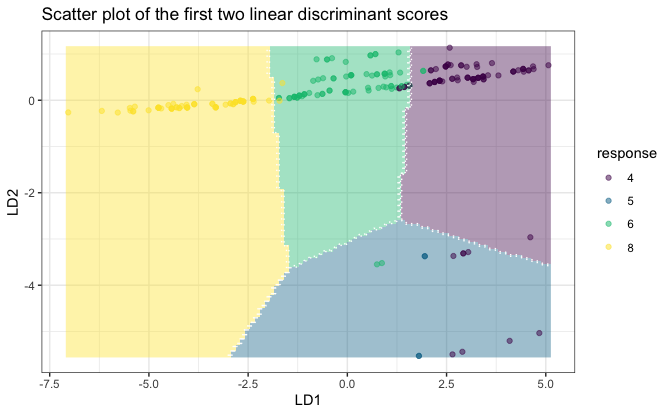 Scatter plot of the first two linear discriminant scores
0
-2
-4
LD2
-7.5 -5.0 -2.5 0.0 2.5 5.0
LD1
response
4
5
6
8